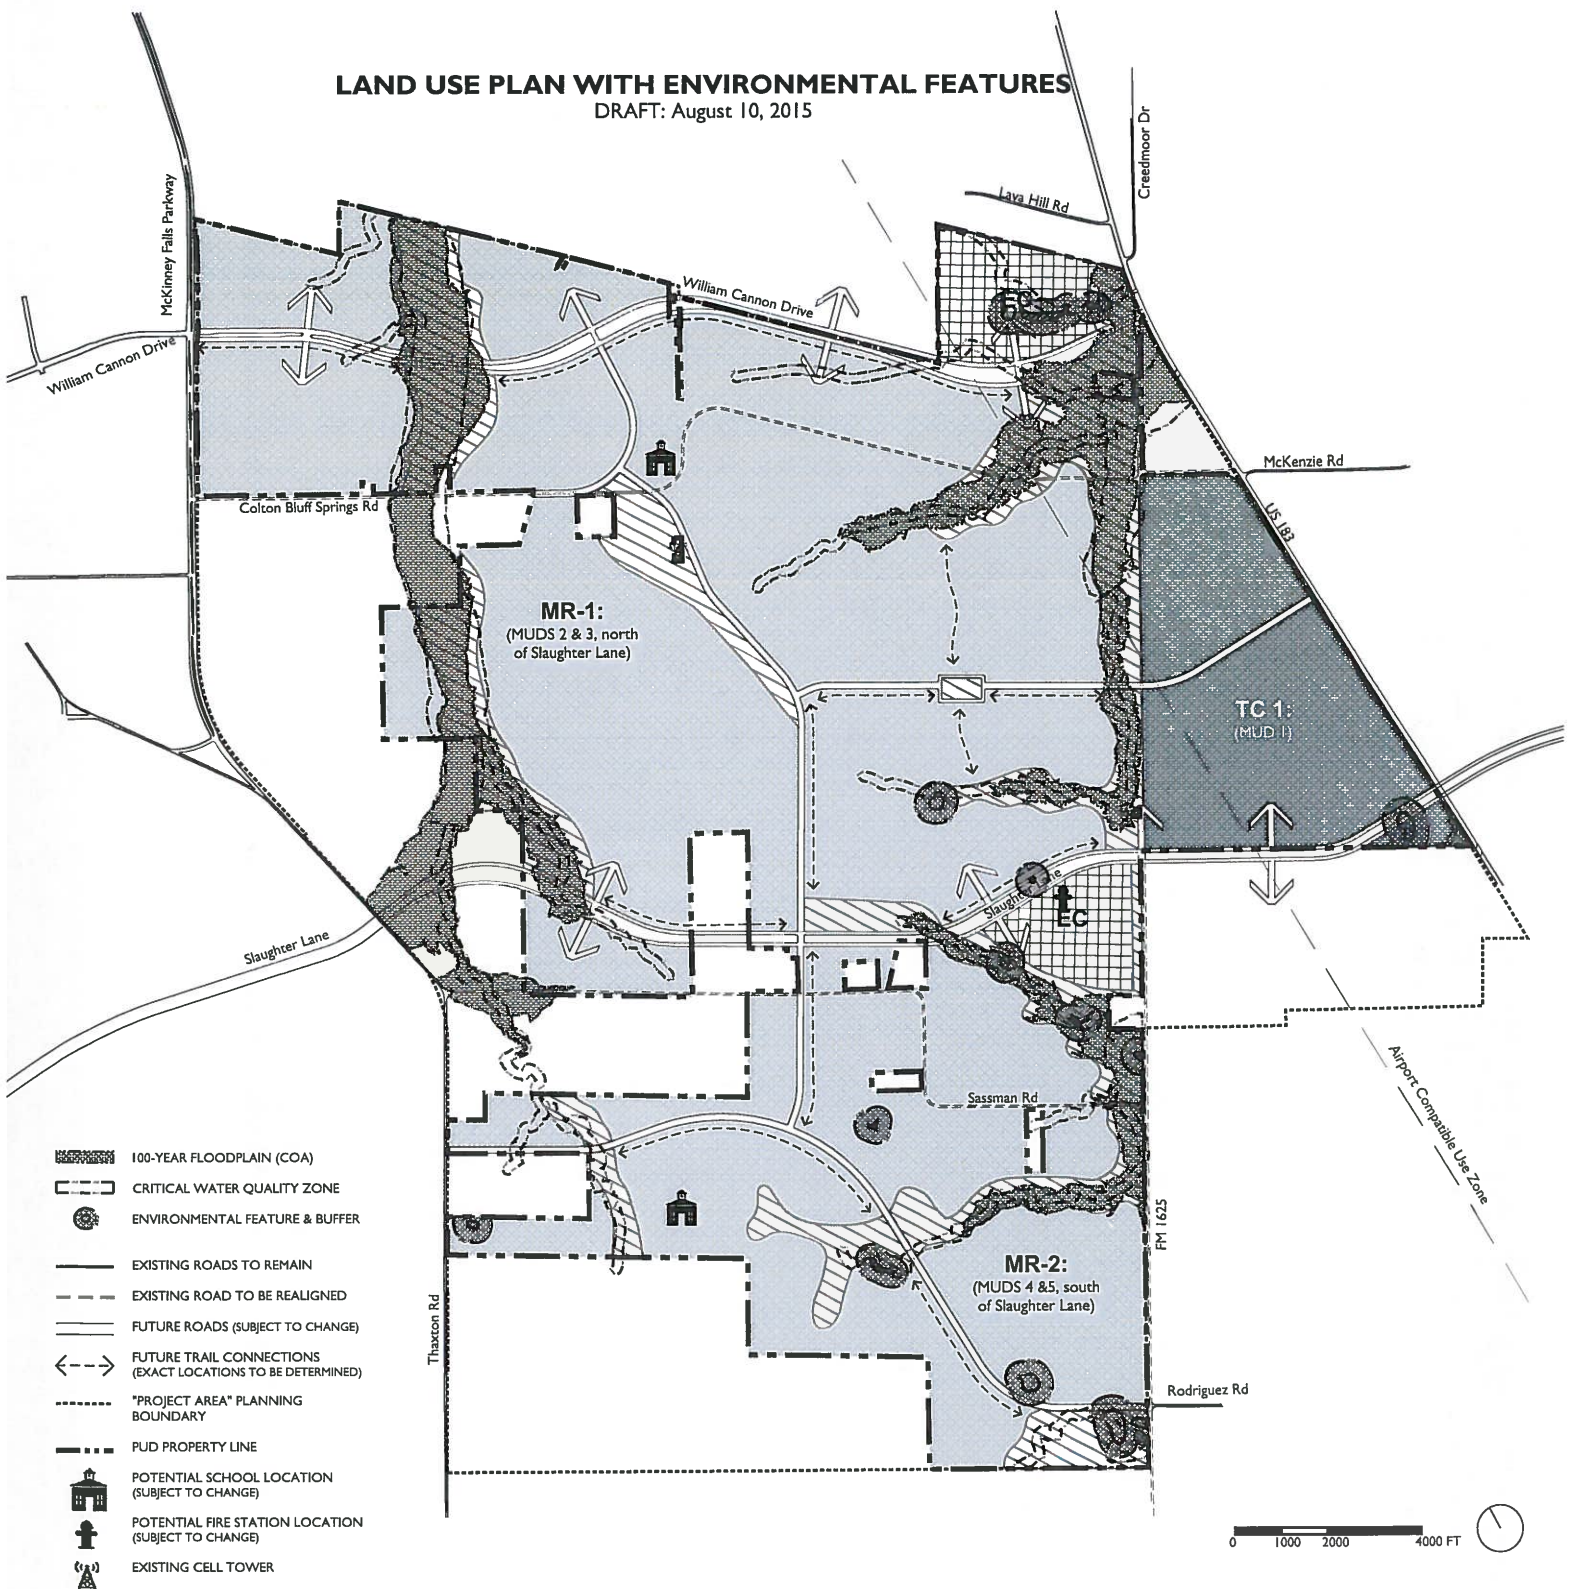 LAND USE PLAN WITH ENVIRONMENTAL FEATURES
DRAFT: August 10, 2015
McKinney Falls Parkway
Creedmoor Dr
Lava Hill Rd
William Cannon Drive
William Cannon Drive
EC
McKenzie Rd
US 183
Colton Bluff Springs Rd
MR-1:
(MUDS 2 & 3, north
of Slaughter Lane)
TC 1:
(MUD 1)
Slaughter Lane
EC
Slaughter Lane
Airport Compatible Use Zone
Sassman Rd
FM 1625
MR-2:
(MUDS 4 &5, south
of Slaughter Lane)
Thaxton Rd
Rodriguez Rd
100-YEAR FLOODPLAIN (COA)
CRITICAL WATER QUALITY ZONE
ENVIRONMENTAL FEATURE & BUFFER
EXISTING ROADS TO REMAIN
EXISTING ROAD TO BE REALIGNED
FUTURE ROADS (SUBJECT TO CHANGE)
FUTURE TRAIL CONNECTIONS
(EXACT LOCATIONS TO BE DETERMINED)
"PROJECT AREA" PLANNING
BOUNDARY
PUD PROPERTY LINE
POTENTIAL SCHOOL LOCATION
(SUBJECT TO CHANGE)
POTENTIAL FIRE STATION LOCATION
(SUBJECT TO CHANGE)
EXISTING CELL TOWER
0 1000 2000 4000 FT